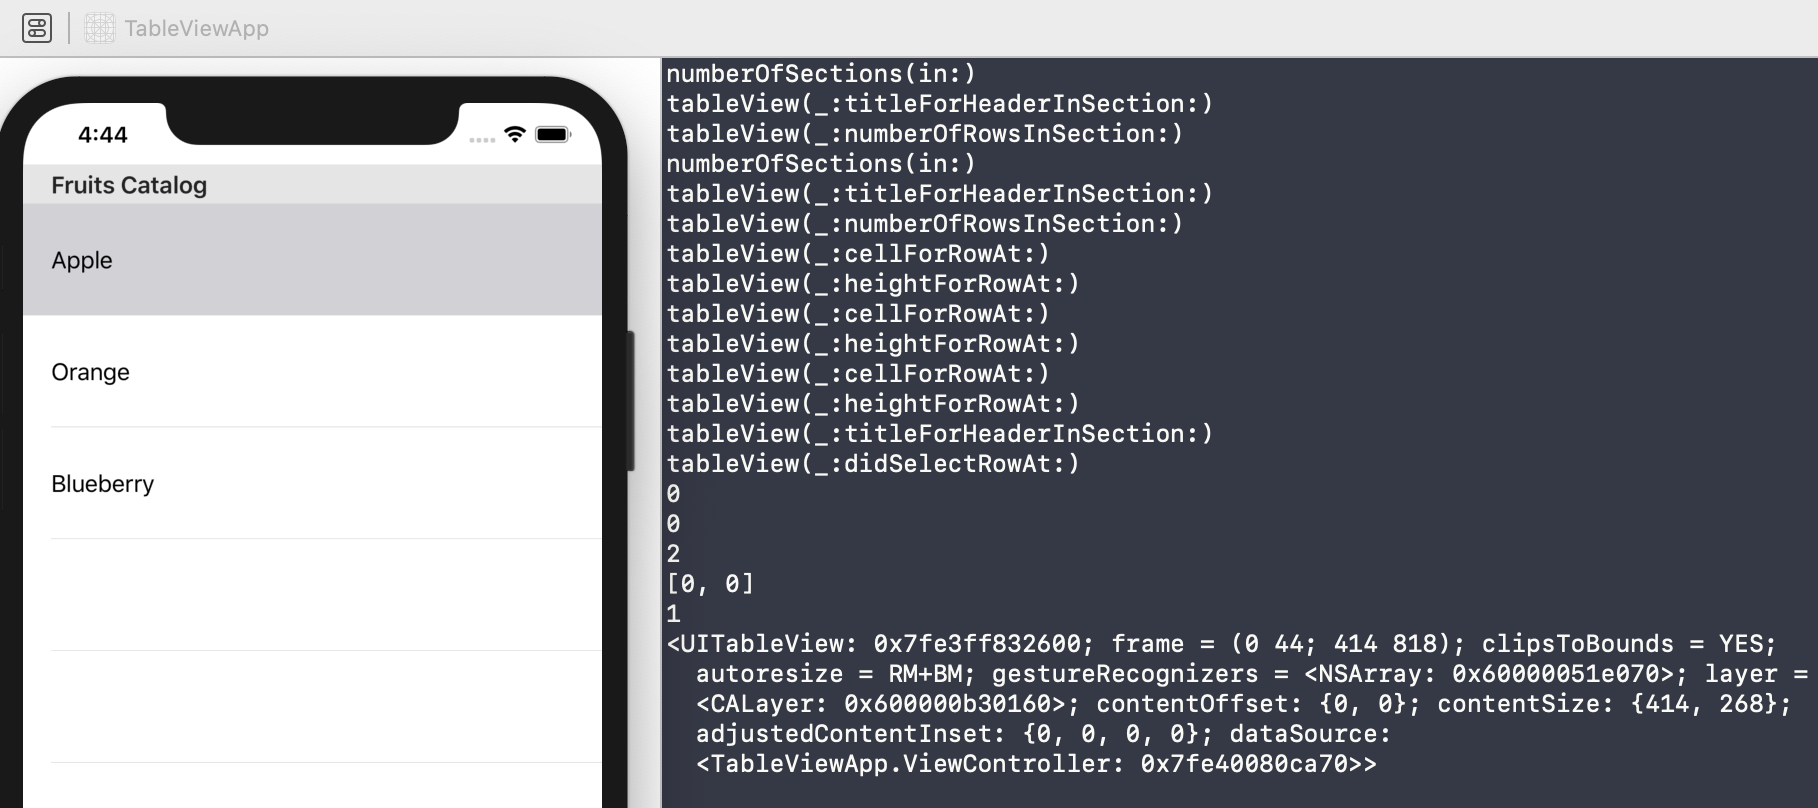 TableViewApp
4:44
Fruits Catalog
Apple
Orange
Blueberry
numberOfSections(in:)
tableView(_:titleForHeaderInSection:)
tableView(_:numberOfRowsInSection:)
numberOfSections(in:)
tableView(_:titleForHeaderInSection:)
tableView(_:numberOfRowsInSection:)
tableView(_:cellForRowAt:)
tableView(_:heightForRowAt:)
tableView(_:cellForRowAt:)
tableView(_:heightForRowAt:)
tableView(_:cellForRowAt:)
tableView(_:heightForRowAt:)
tableView(_:titleForHeaderInSection:)
tableView(_:didSelectRowAt:)
0
0
2
[0, 0]
1
<UITableView: 0x7fe3ff832600; frame = (0 44; 414 818); clipsToBounds = YES;
autoresize = RM+BM; gestureRecognizers = <NSArray: 0x60000051e070>; layer =
<CALayer: 0x600000b30160>; contentOffset: {0, 0}; contentSize: {414, 268};
adjustedContentInset: {0, 0, 0, 0}; dataSource:
<TableViewApp.ViewController: 0x7fe40080ca70>>